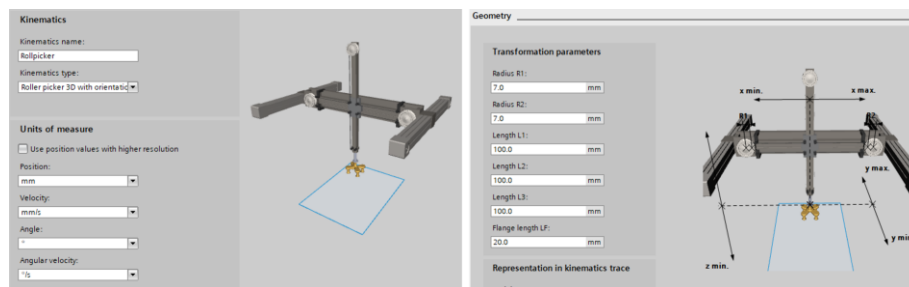 Kinematics
Kinematics name:
Rollpicker
Kinematics type:
Roller picker 3D with orientatic
Units of measure
Use position values with higher resolution
Position:
mm
Velocity:
mm/s
Angle:
°
Angular velocity:
°/s
Geometry
Transformation parameters
Radius R1:
7.0 mm
Radius R2:
7.0 mm
Length L1:
100.0 mm
Length L2:
100.0 mm
Length L3:
100.0 mm
Flange length LF:
20.0 mm
Representation in kinematics trace
x min.
x max.
R1
y max.
y min
z min.